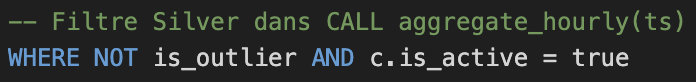 -- Filtre Silver dans CALL aggregate_hourly(ts)
WHERE NOT is_outlier AND c.is_active = true